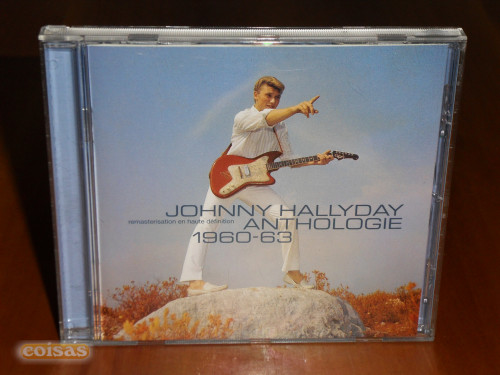 JOHNNY HALLYDAY
remasterisation en haute définition
ANTHOLOGIE
1960-63
coisas